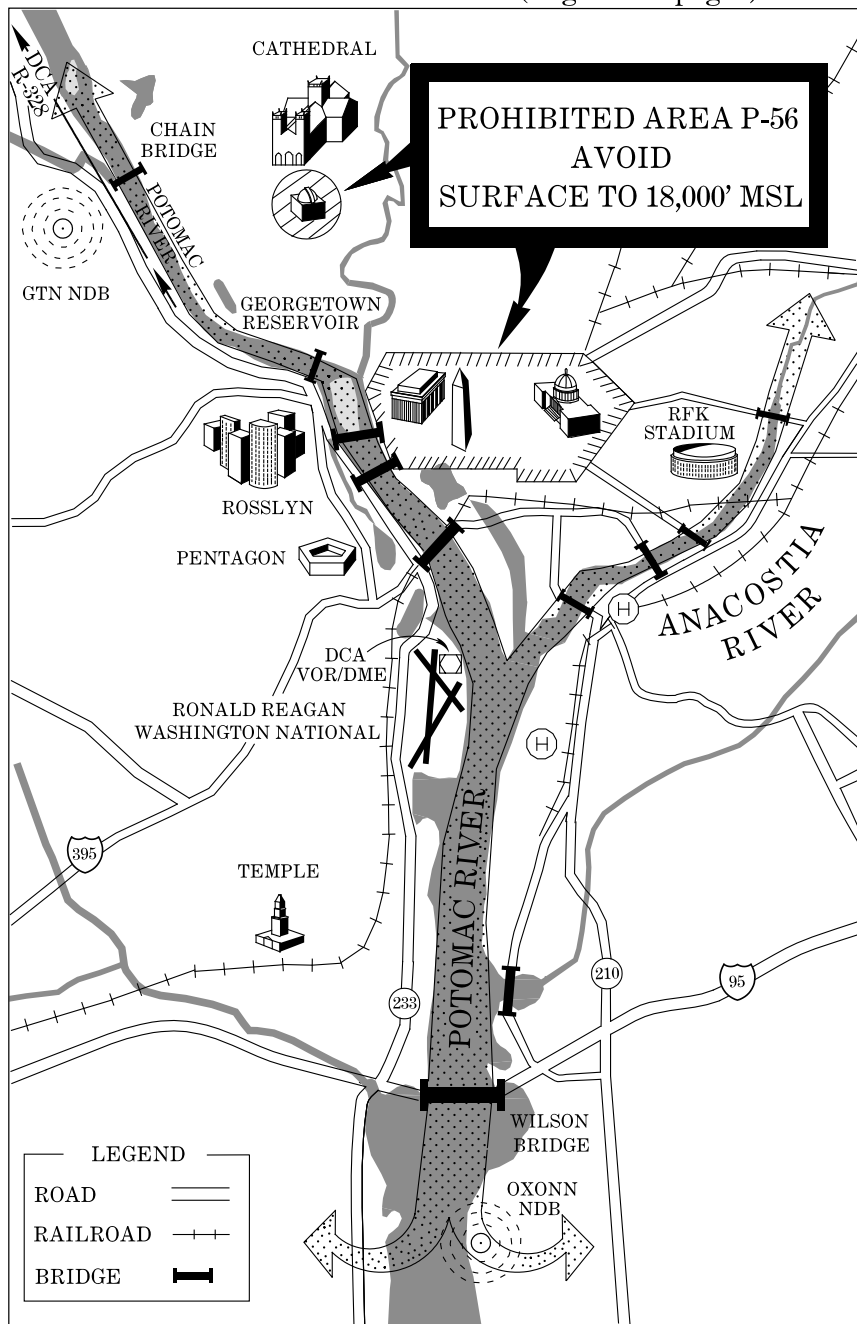 CATHEDRAL
DCA
R-328
PROHIBITED AREA P-56
AVOID
SURFACE TO 18,000' MSL
CHAIN
BRIDGE
POTOMAC
RIVER
GTN NDB
GEORGETOWN
RESERVOIR
RFK
STADIUM
ROSSLYN
PENTAGON
ANACOSTIA
RIVER
H
DCA
VOR/DME
RONALD REAGAN
WASHINGTON NATIONAL
H
POTOMAC RIVER
395
TEMPLE
233
210
95
WILSON
BRIDGE
OXONN
NDB
LEGEND
ROAD
RAILROAD
BRIDGE